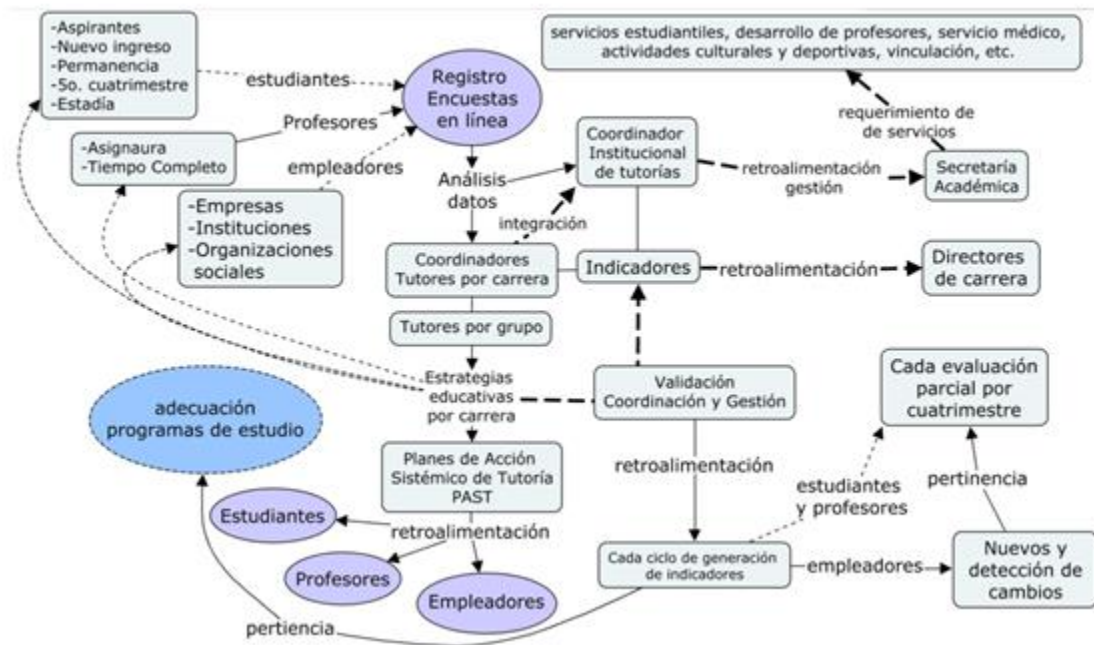 -Aspirantes
-Nuevo ingreso
-Permanencia
-5o. cuatrimestre
-Estadía
estudiantes
Registro
Encuestas
en línea
servicios estudiantiles, desarrollo de profesores, servicio médico,
actividades culturales y deportivas, vinculación, etc.
Profesores
-Asignaura
-Tiempo Completo
empleadores
-Empresas
-Instituciones
-Organizaciones
sociales
Análisis
datos
integración
Coordinador
Institucional
de tutorías
retroalimentación
gestión
requerimiento de
de servicios
Secretaría
Académica
Coordinadores
Tutores por carrera
Indicadores
retroalimentación
Directores
de carrera
Tutores por grupo
Estrategias
educativas
por carrera
Validación
Coordinación y Gestión
Cada evaluación
parcial por
cuatrimestre
adecuación
programas de estudio
Planes de Acción
Sistémico de Tutoría
PAST
retroalimentación
estudiantes
y profesores
pertinencia
Estudiantes
retroalimentación
Profesores
Empleadores
Cada ciclo de generación
de indicadores
empleadores
Nuevos y
detección de
cambios
pertiencia